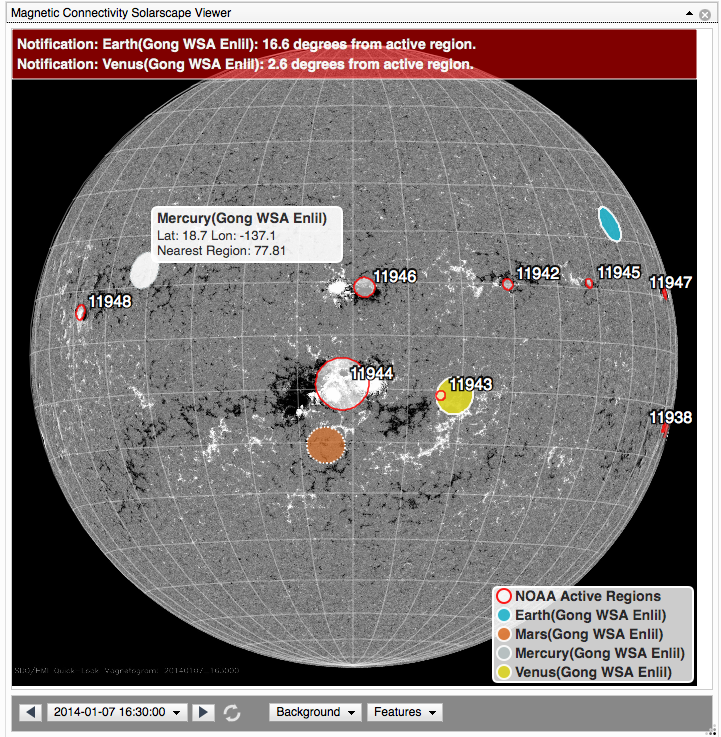 Magnetic Connectivity Solarscape Viewer
Notification: Earth(Gong WSA Enlil): 16.6 degrees from active region.
Notification: Venus(Gong WSA Enlil): 2.6 degrees from active region.
Mercury(Gong WSA Enlil)
Lat: 18.7 Lon: -137.1
Nearest Region: 77.81
11946
11942
11945
11947
11948
11944
11943
11938
NOAA Active Regions
Earth(Gong WSA Enlil)
Mars(Gong WSA Enlil)
Mercury(Gong WSA Enlil)
Venus(Gong WSA Enlil)
SDO/HMI Quick-Look Magnetogram: 20140107_163000
2014-01-07 16:30:00
Background
Features